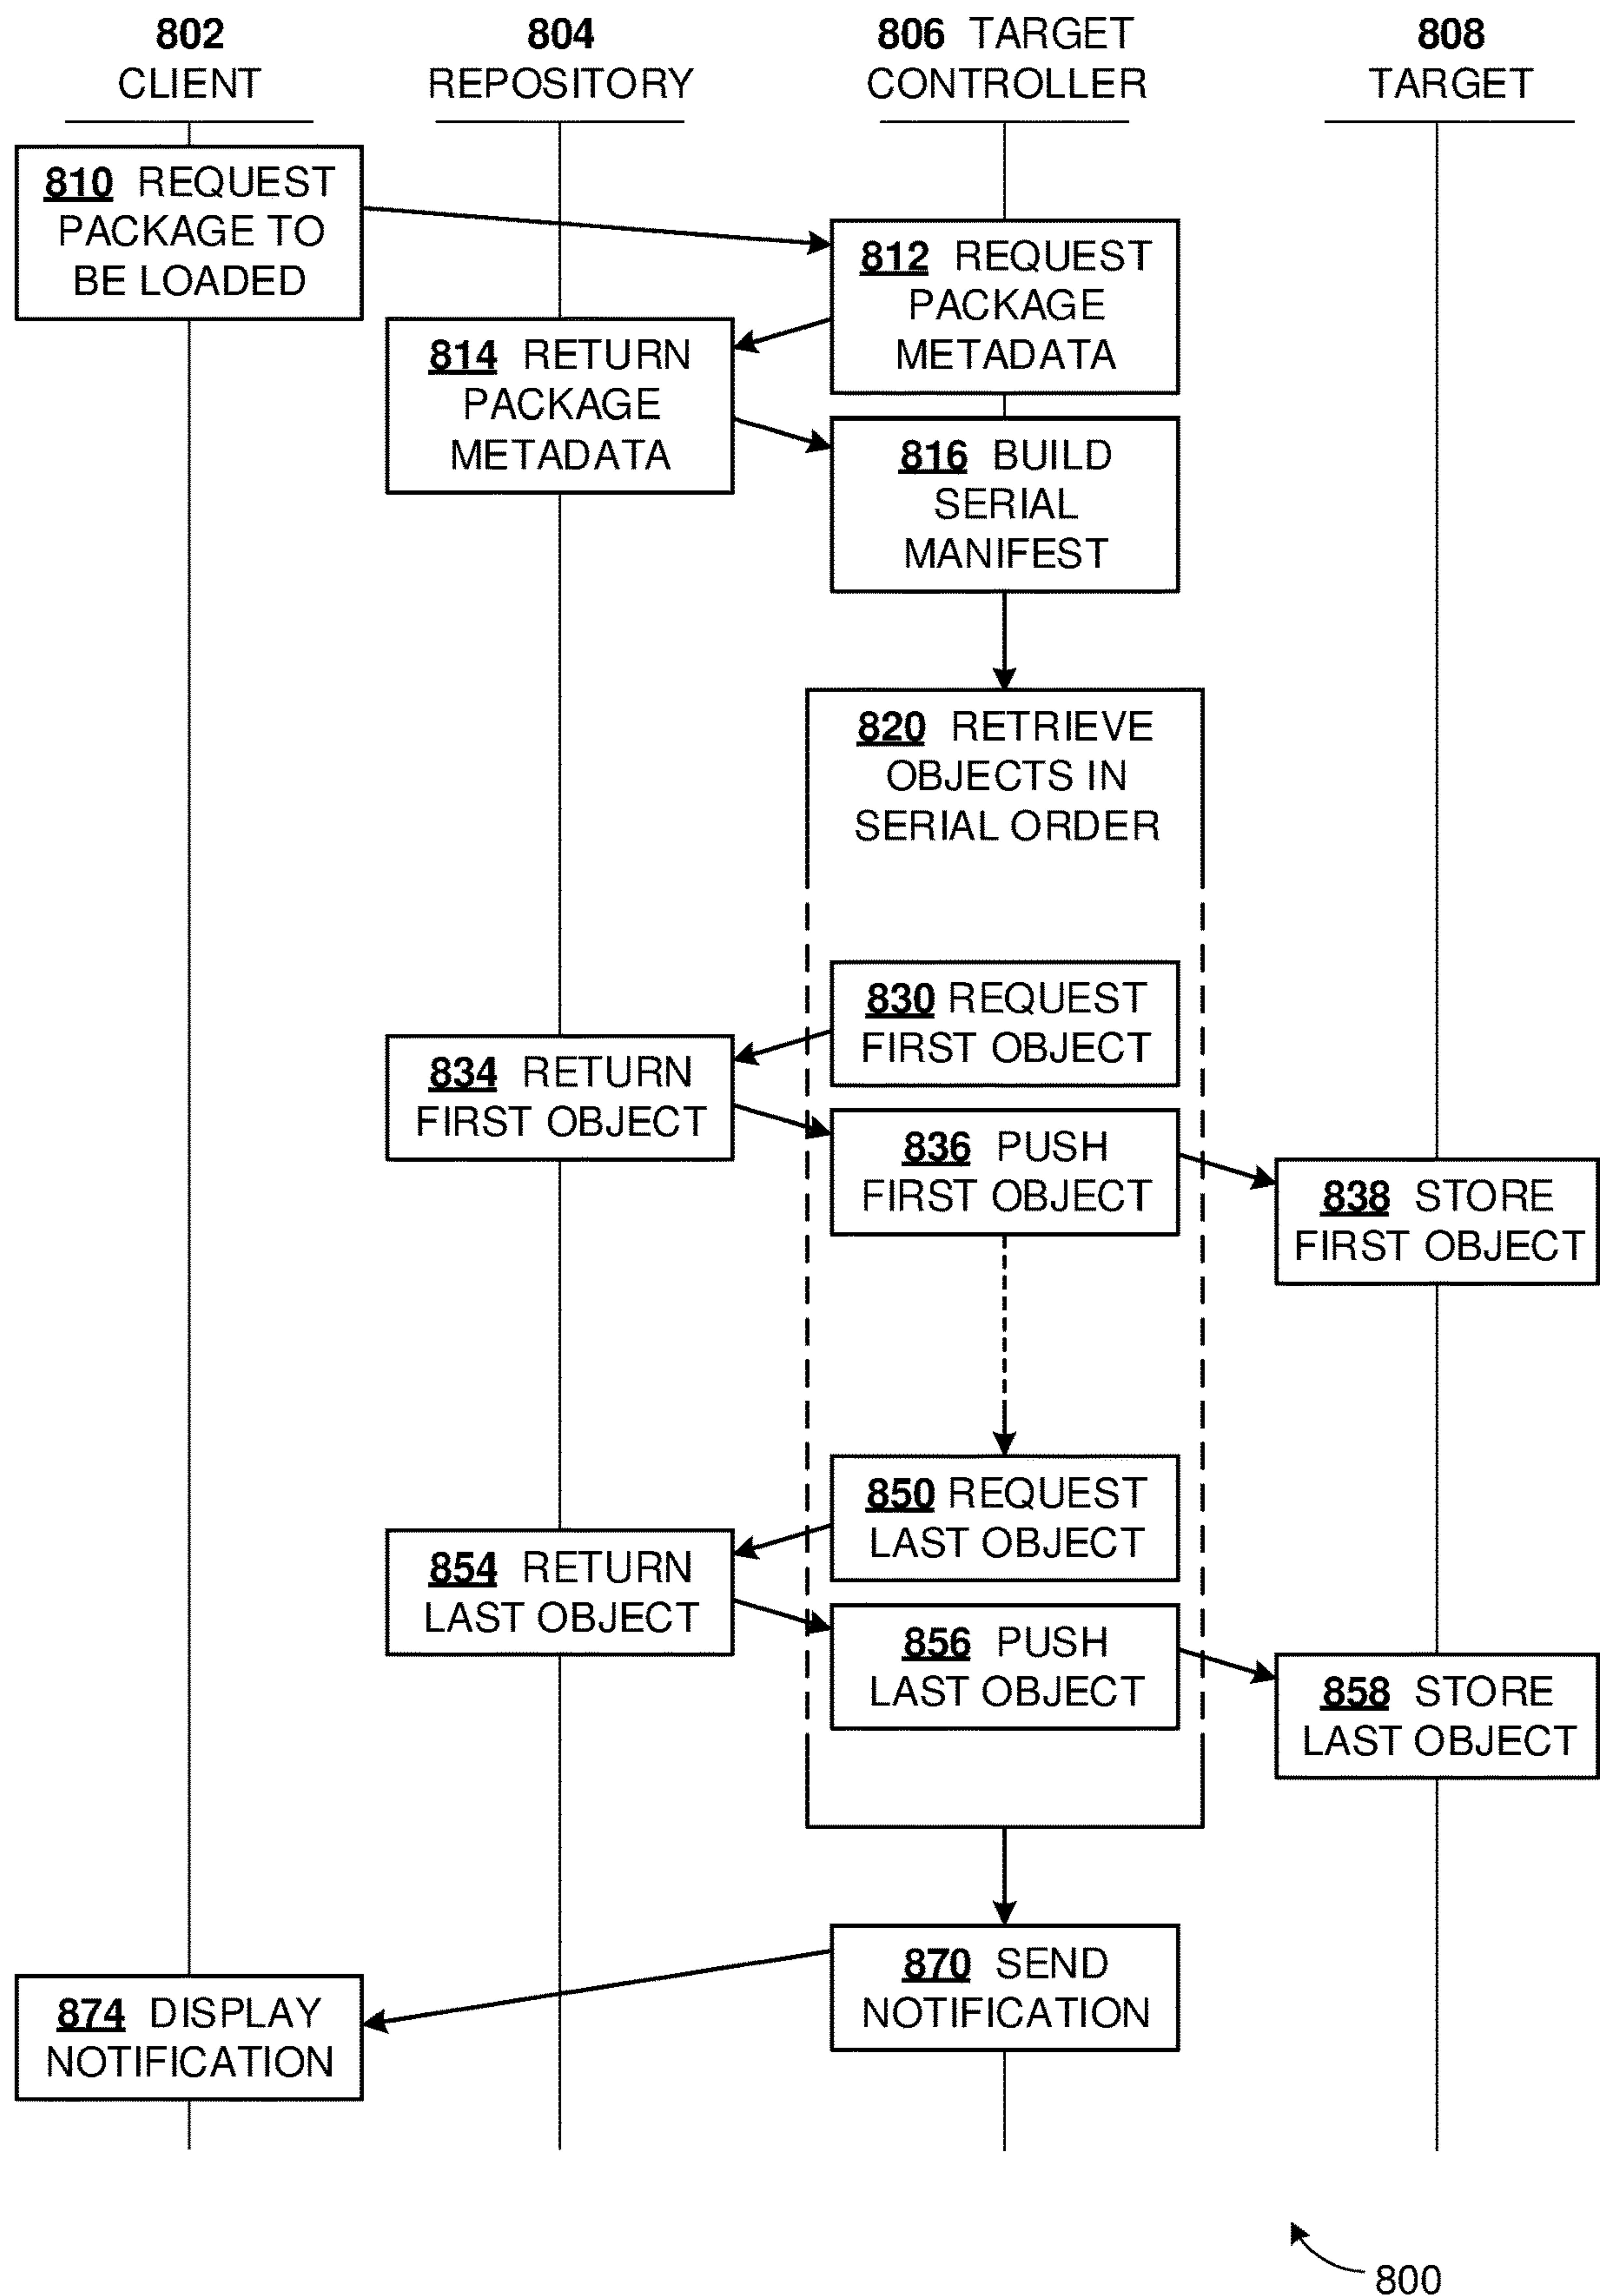 802
CLIENT
804
REPOSITORY
806 TARGET
CONTROLLER
808
TARGET
810 REQUEST
PACKAGE TO
BE LOADED
812 REQUEST
PACKAGE
METADATA
814 RETURN
PACKAGE
METADATA
816 BUILD
SERIAL
MANIFEST
820 RETRIEVE
OBJECTS IN
SERIAL ORDER
830 REQUEST
FIRST OBJECT
834 RETURN
FIRST OBJECT
836 PUSH
FIRST OBJECT
838 STORE
FIRST OBJECT
850 REQUEST
LAST OBJECT
854 RETURN
LAST OBJECT
856 PUSH
LAST OBJECT
858 STORE
LAST OBJECT
870 SEND
NOTIFICATION
874 DISPLAY
NOTIFICATION
800